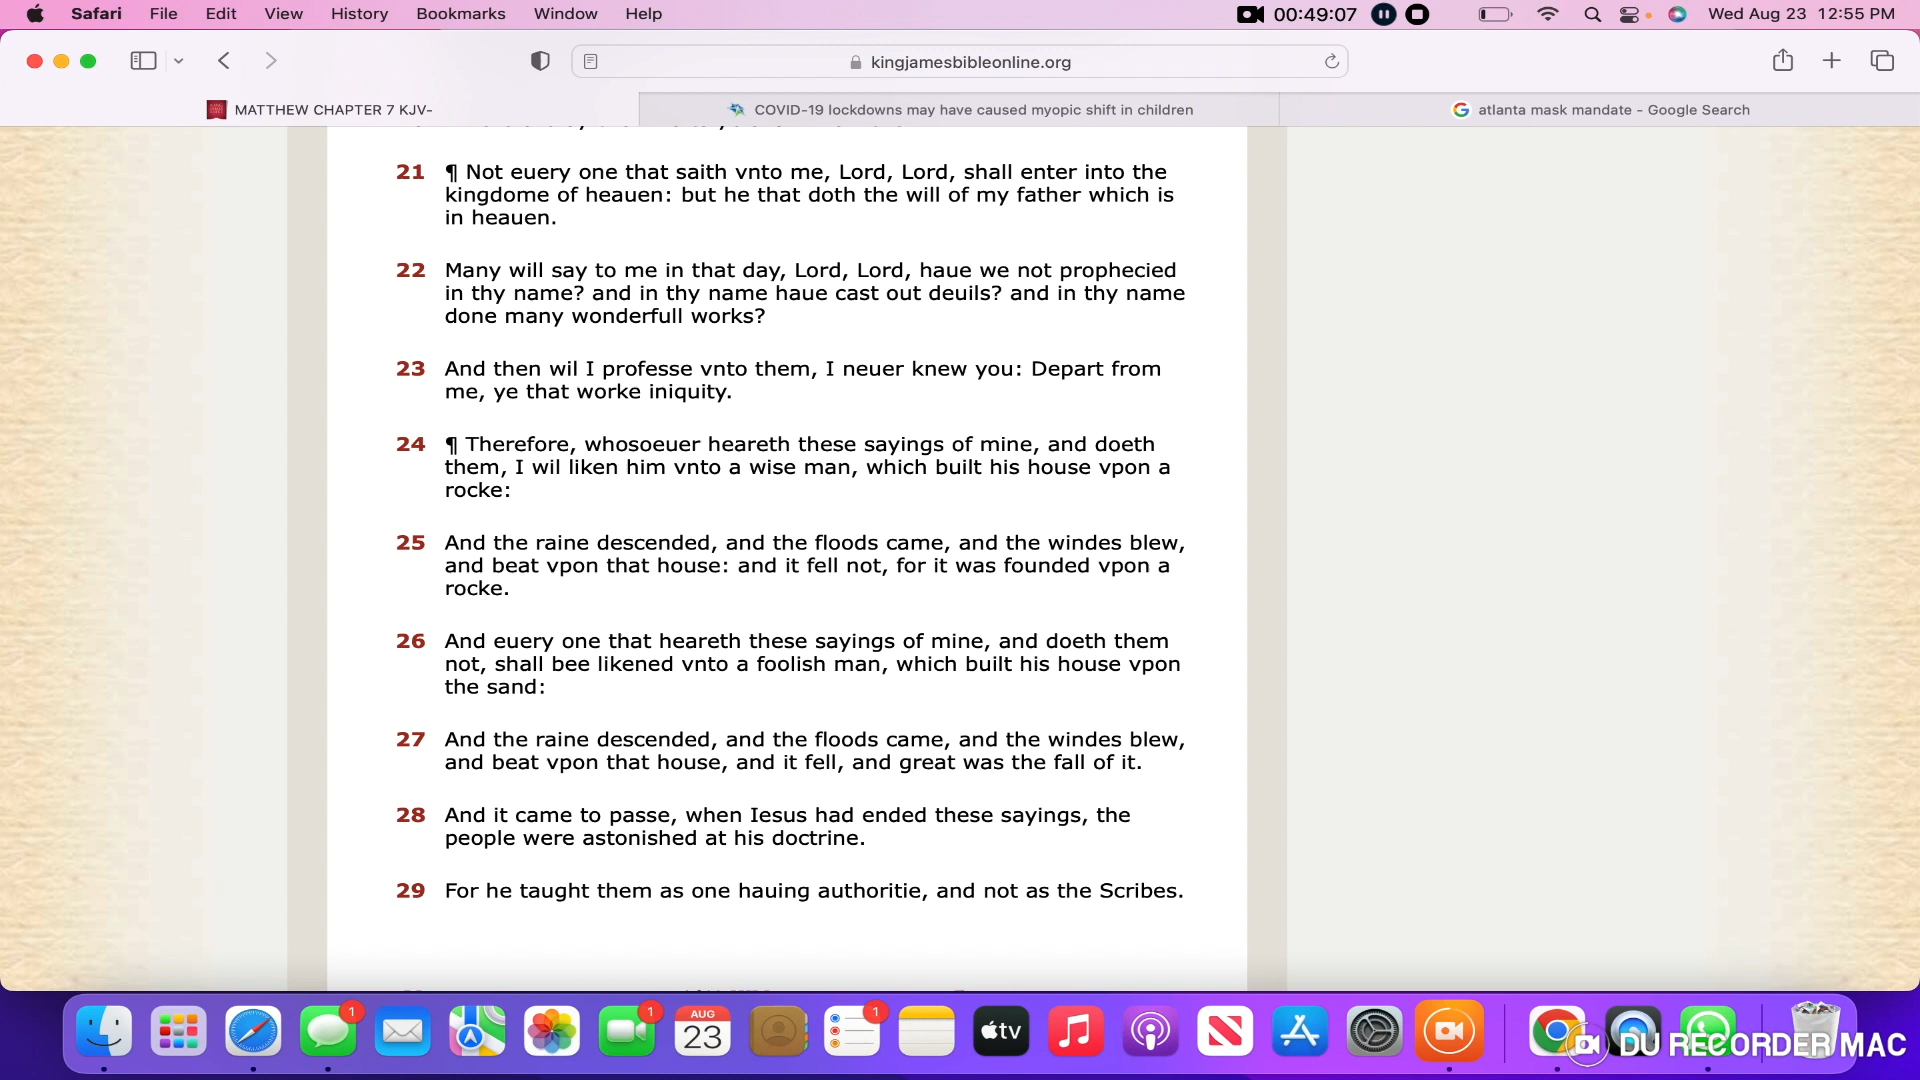 Safari File Edit View History Bookmarks Window Help 00:49:07 Wed Aug 23 12:55 PM
kingjamesbibleonline.org
MATTHEW CHAPTER 7 KJV-
COVID-19 lockdowns may have caused myopic shift in children
atlanta mask mandate - Google Search
21 ¶ Not euery one that saith vnto me, Lord, Lord, shall enter into the
kingdome of heauen: but he that doth the will of my father which is
in heauen.
22 Many will say to me in that day, Lord, Lord, haue we not prophecied
in thy name? and in thy name haue cast out deuils? and in thy name
done many wonderfull works?
23 And then wil I professe vnto them, I neuer knew you: Depart from
me, ye that worke iniquity.
24 ¶ Therefore, whosoeuer heareth these sayings of mine, and doeth
them, I wil liken him vnto a wise man, which built his house vpon a
rocke:
25 And the raine descended, and the floods came, and the windes blew,
and beat vpon that house: and it fell not, for it was founded vpon a
rocke.
26 And euery one that heareth these sayings of mine, and doeth them
not, shall bee likened vnto a foolish man, which built his house vpon
the sand:
27 And the raine descended, and the floods came, and the windes blew,
and beat vpon that house, and it fell, and great was the fall of it.
28 And it came to passe, when Iesus had ended these sayings, the
people were astonished at his doctrine.
29 For he taught them as one hauing authoritie, and not as the Scribes.
1 1 AUG 1
23 tv
DU RECORDER MAC